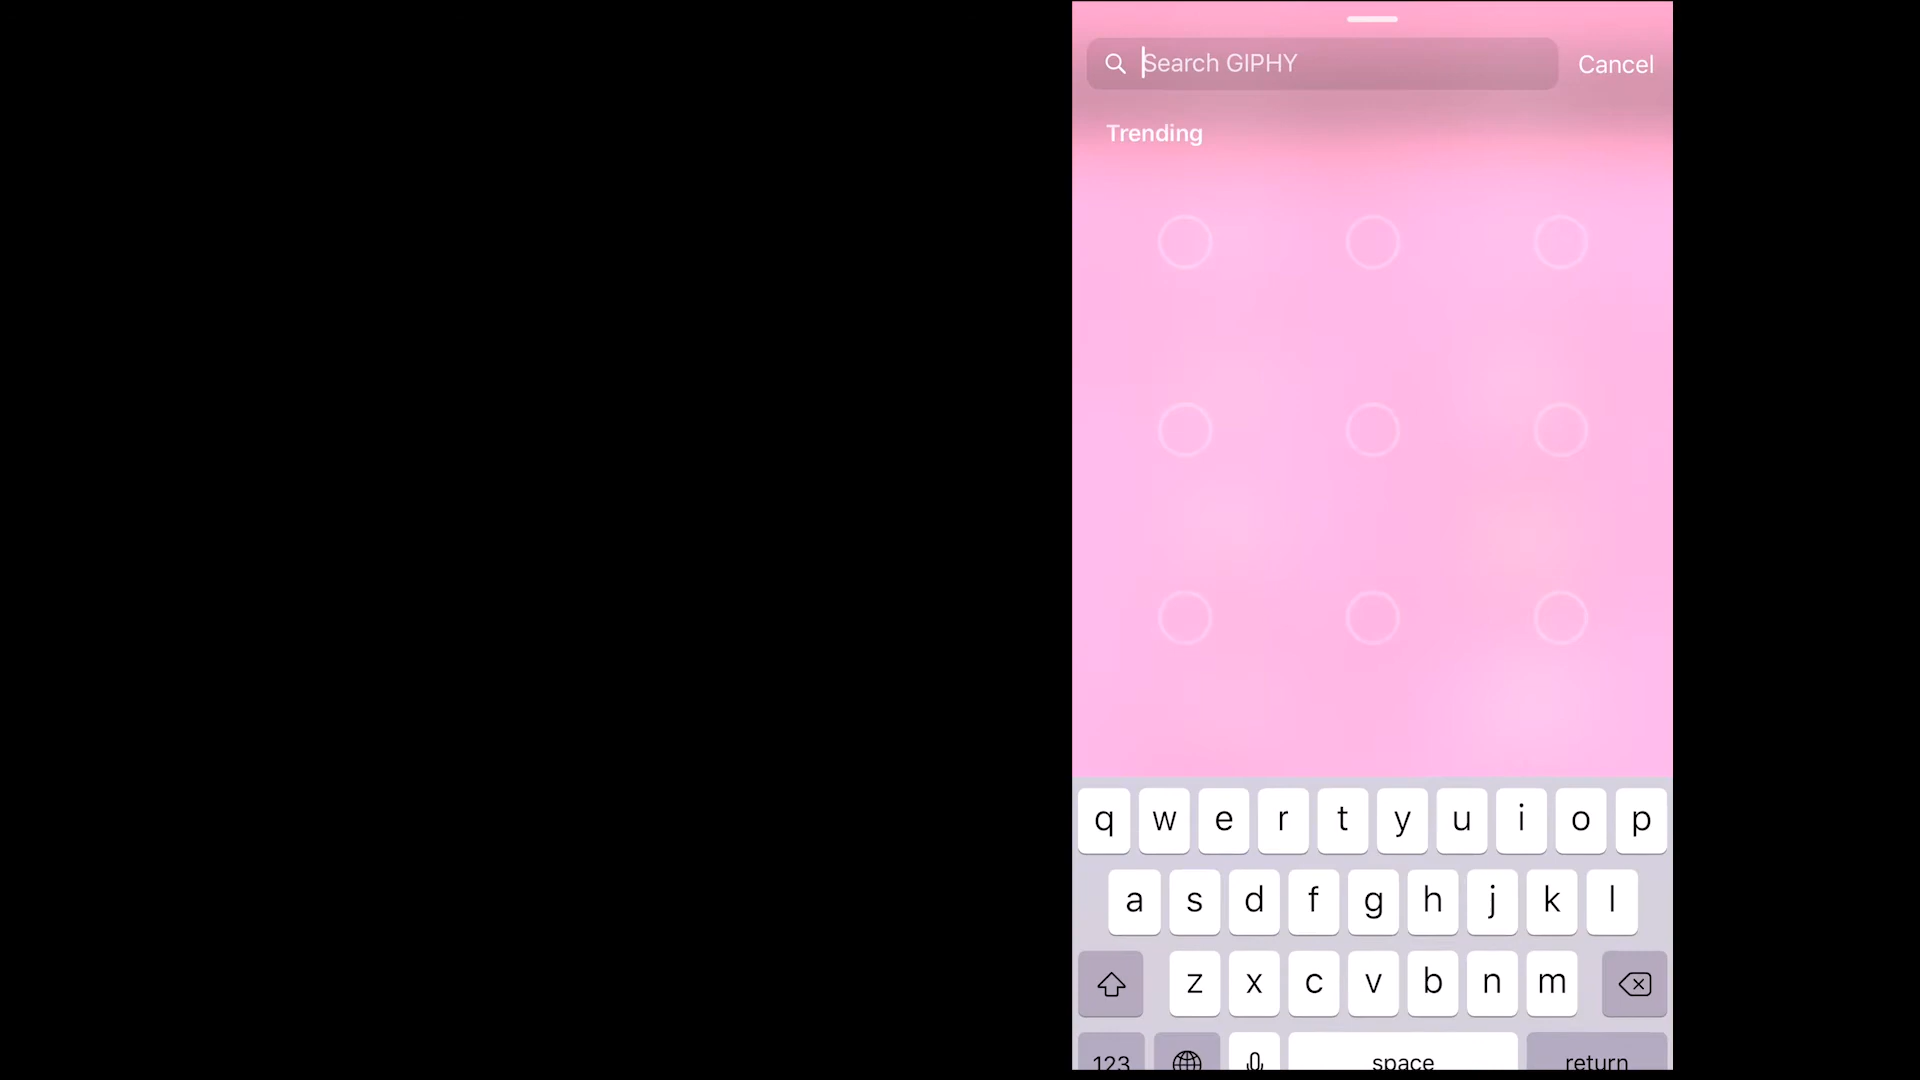 Search GIPHY
Cancel
Trending
q w e r t y u i o p
a s d f g h j k l
z x c v b n m
123 space return